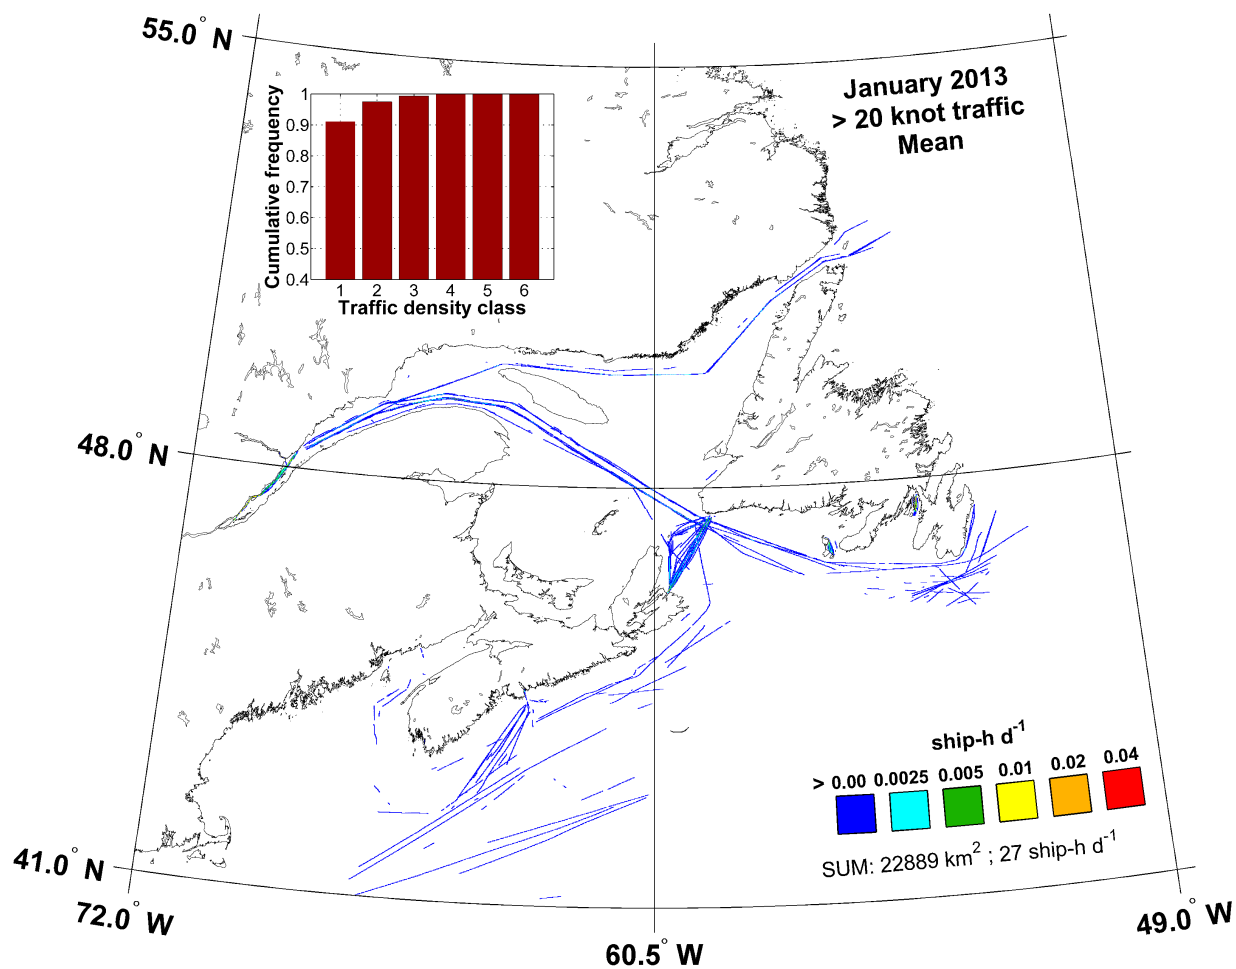 55.0° N
January 2013
> 20 knot traffic
Mean
Cumulative frequency
1
0.9
0.8
0.7
0.6
0.5
0.4
1 2 3 4 5 6
Traffic density class
48.0° N
ship-h d⁻¹
> 0.00 0.0025 0.005 0.01 0.02 0.04
SUM: 22889 km² ; 27 ship-h d⁻¹
41.0° N
72.0° W
60.5° W
49.0° W